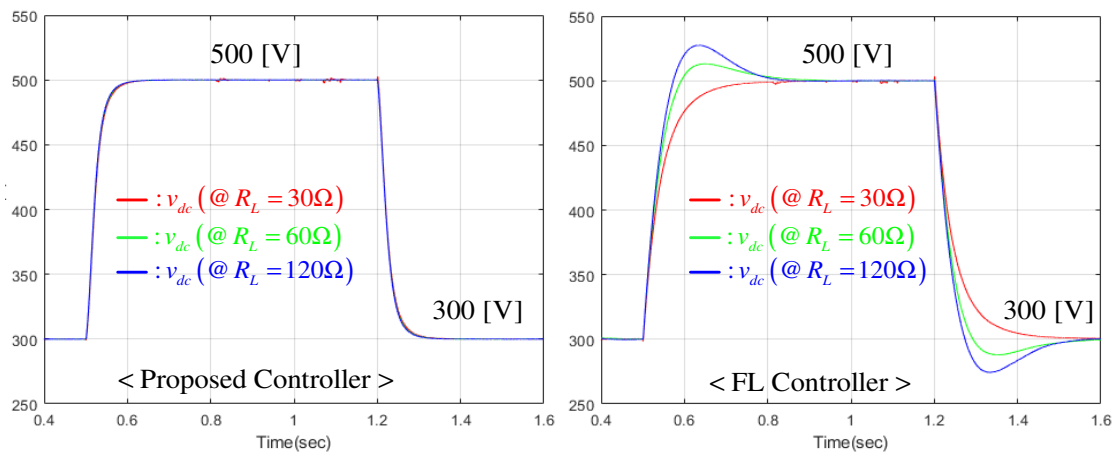 550
500
450
400
350
300
250
500 [V]
: v_dc (@ R_L = 30Ω)
: v_dc (@ R_L = 60Ω)
: v_dc (@ R_L = 120Ω)
300 [V]
< Proposed Controller >
0.4 0.6 0.8 1 1.2 1.4 1.6
Time(sec)
550
500
450
400
350
300
250
500 [V]
: v_dc (@ R_L = 30Ω)
: v_dc (@ R_L = 60Ω)
: v_dc (@ R_L = 120Ω)
300 [V]
< FL Controller >
0.4 0.6 0.8 1 1.2 1.4 1.6
Time(sec)